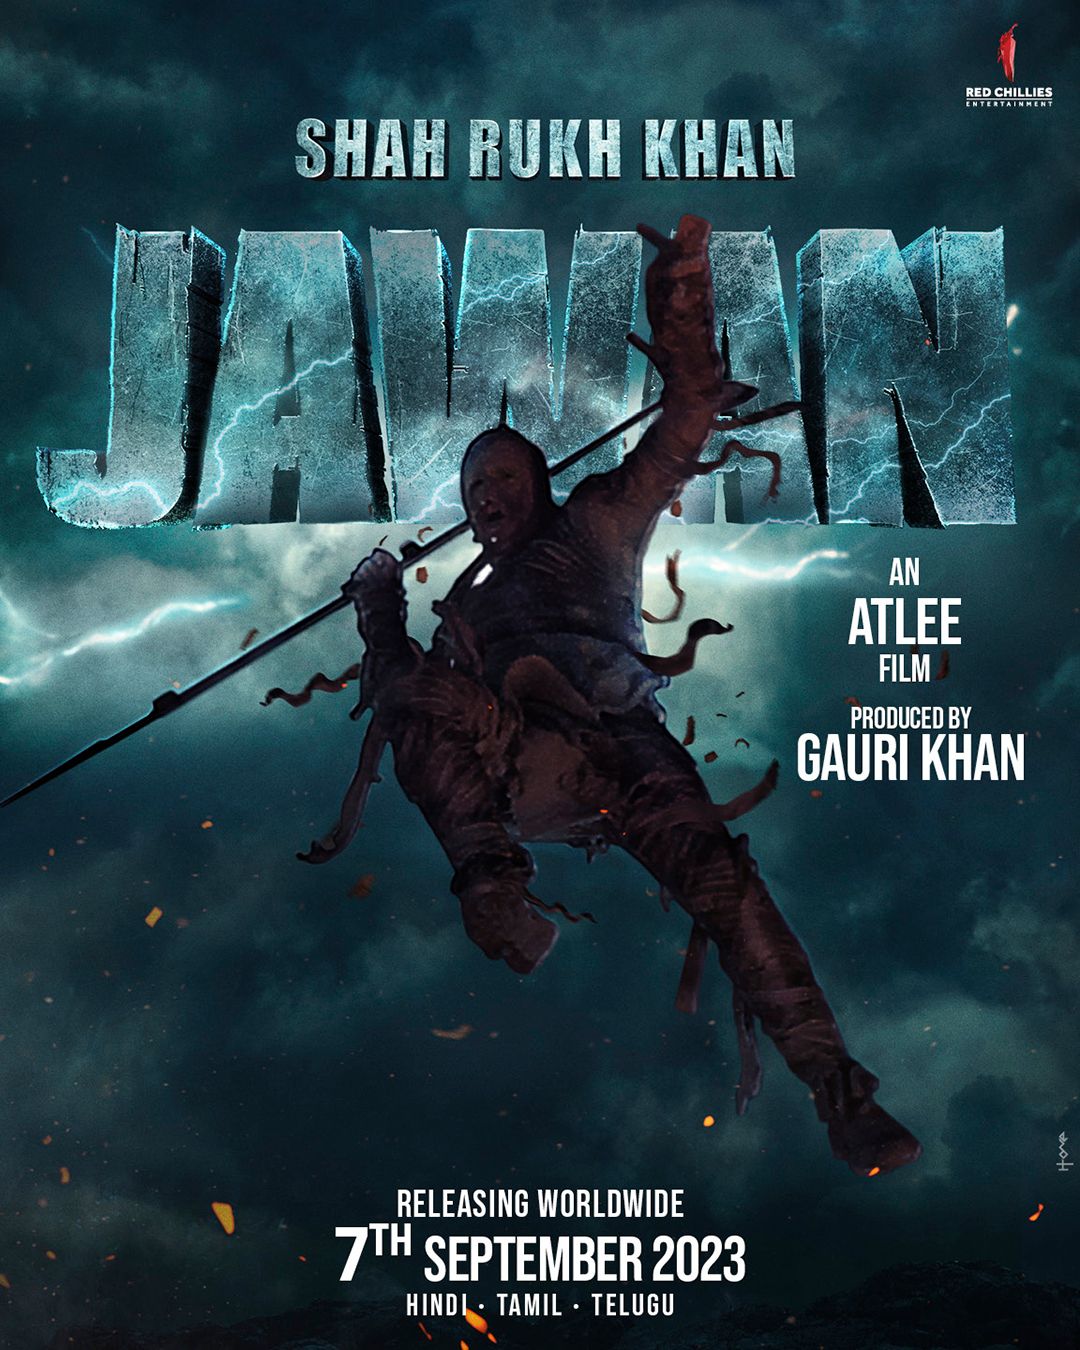 RED CHILLIES
ENTERTAINMENT
SHAH RUKH KHAN
JAWAN
AN
ATLEE
FILM
PRODUCED BY
GAURI KHAN
Home
RELEASING WORLDWIDE
7TH SEPTEMBER 2023
HINDI · TAMIL · TELUGU